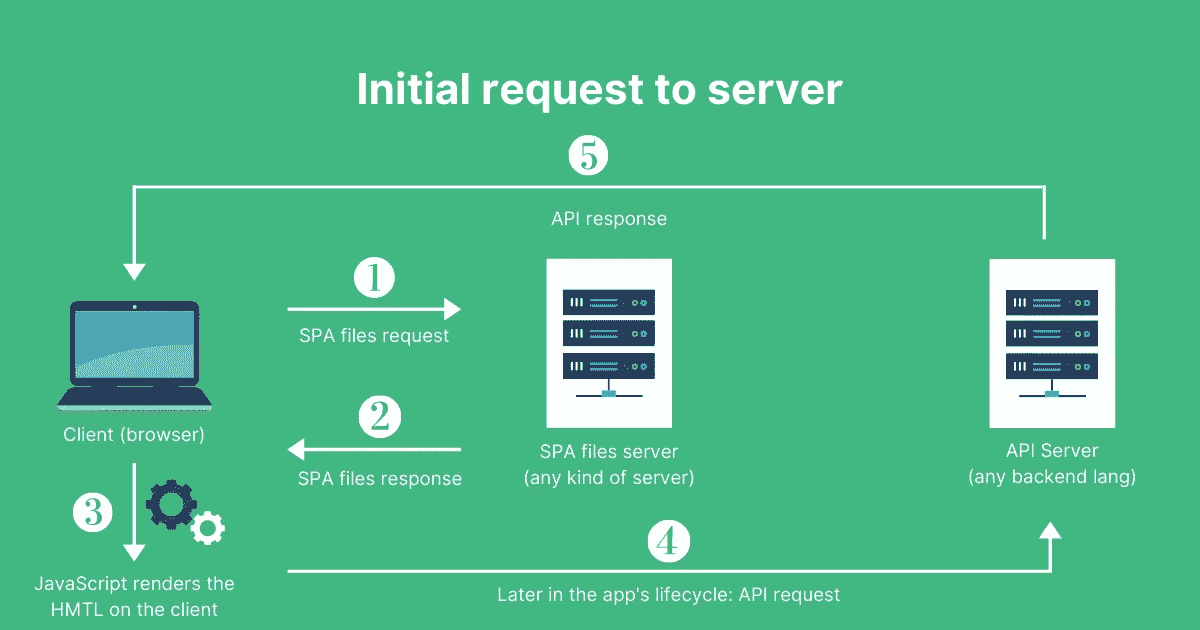 Initial request to server
5
API response
1
SPA files request
2
SPA files response
Client (browser)
SPA files server
(any kind of server)
API Server
(any backend lang)
3
JavaScript renders the
HMTL on the client
4
Later in the app's lifecycle: API request